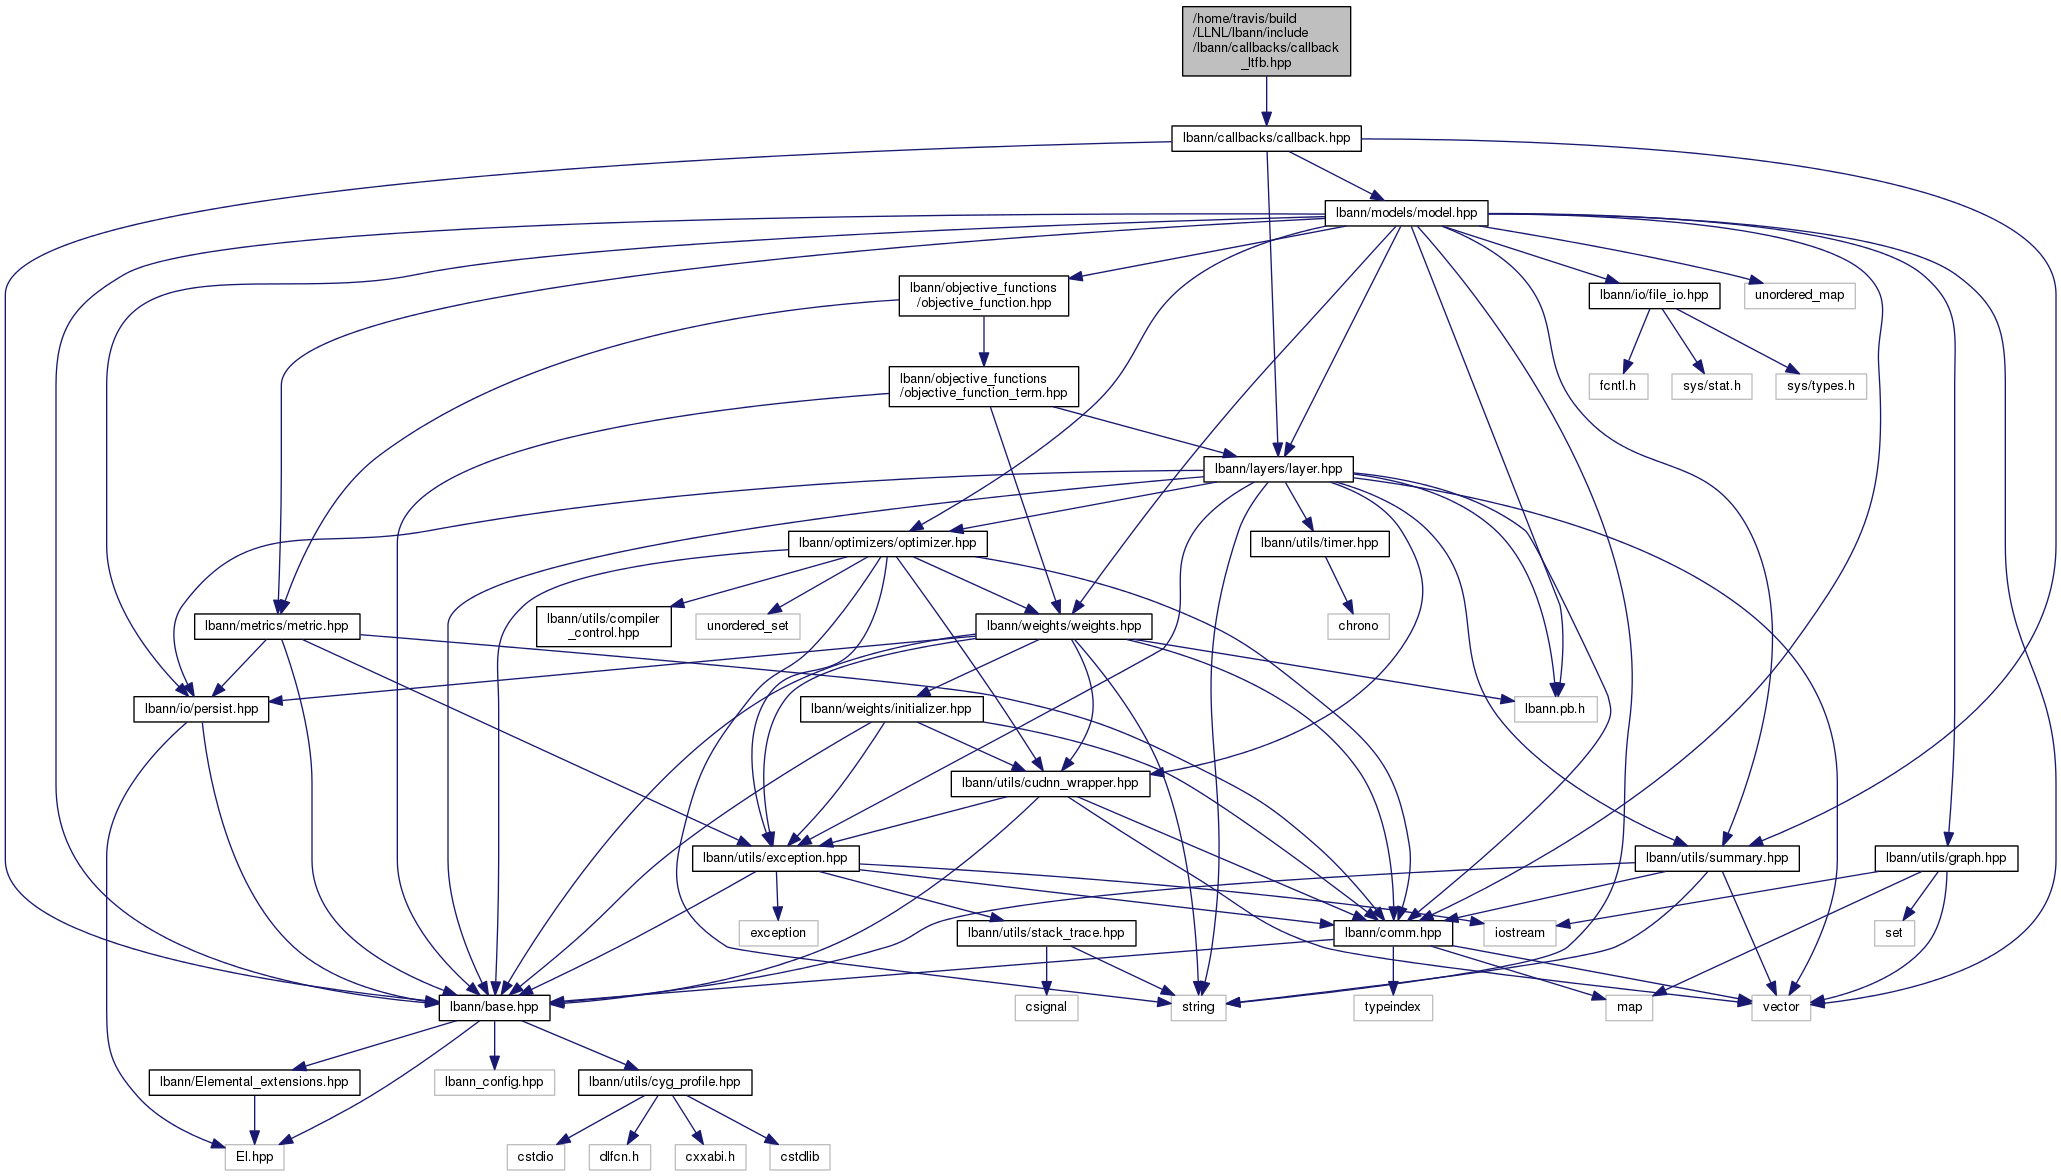 /home/travis/build
/LLNL/lbann/include
/lbann/callbacks/callback
_ltfb.hpp
lbann/callbacks/callback.hpp
lbann/models/model.hpp
lbann/objective_functions
/objective_function.hpp
lbann/io/file_io.hpp
unordered_map
lbann/objective_functions
/objective_function_term.hpp
fcntl.h
sys/stat.h
sys/types.h
lbann/layers/layer.hpp
lbann/optimizers/optimizer.hpp
lbann/utils/timer.hpp
lbann/metrics/metric.hpp
lbann/utils/compiler
_control.hpp
unordered_set
lbann/weights/weights.hpp
chrono
lbann/io/persist.hpp
lbann/weights/initializer.hpp
lbann.pb.h
lbann/utils/cudnn_wrapper.hpp
lbann/utils/exception.hpp
lbann/utils/summary.hpp
lbann/utils/graph.hpp
exception
lbann/utils/stack_trace.hpp
lbann/comm.hpp
iostream
set
lbann/base.hpp
csignal
string
typeindex
map
vector
lbann/Elemental_extensions.hpp
lbann_config.hpp
lbann/utils/cyg_profile.hpp
El.hpp
cstdio
dlfcn.h
cxxabi.h
cstdlib